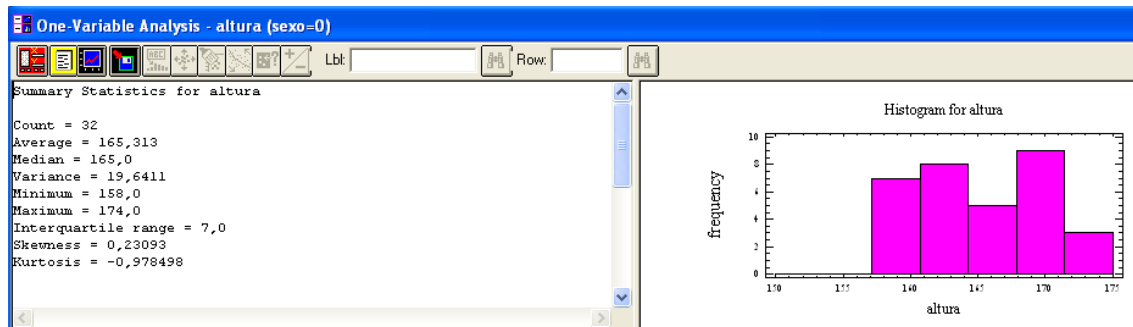 One-Variable Analysis - altura (sexo=0)
Lbl: Row:
Summary Statistics for altura
Count = 32
Average = 165,313
Median = 165,0
Variance = 19,6411
Minimum = 158,0
Maximum = 174,0
Interquartile range = 7,0
Skewness = 0,23093
Kurtosis = -0,978498
Histogram for altura
frequency
10
8
6
4
2
0
150 155 160 165 170 175
altura